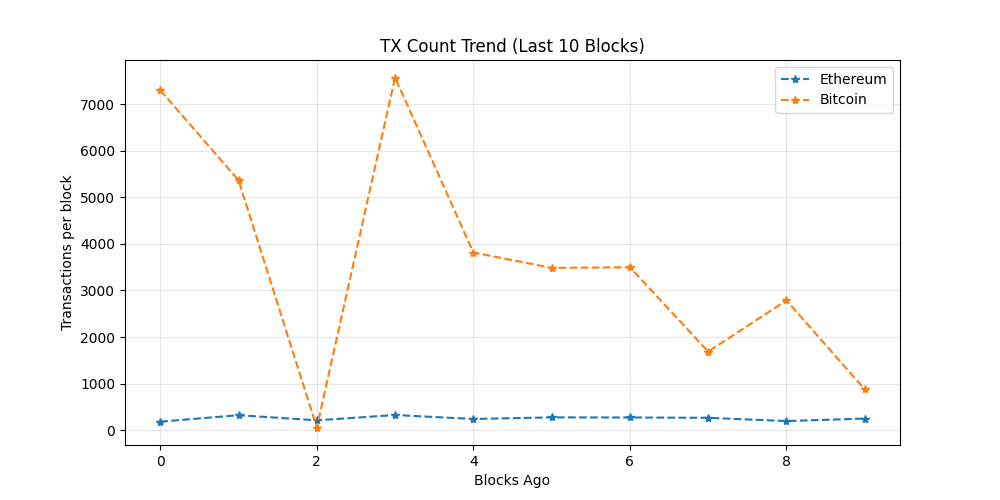 TX Count Trend (Last 10 Blocks)
Ethereum
Bitcoin
7000
6000
5000
4000
3000
2000
1000
0
Transactions per block
0 2 4 6 8
Blocks Ago